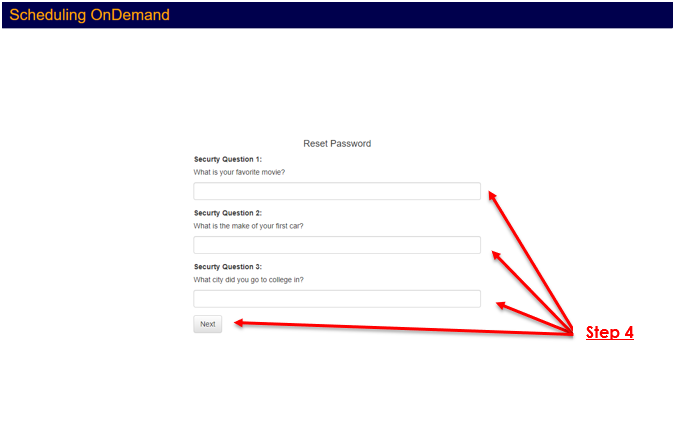 Scheduling OnDemand
Reset Password
Securty Question 1:
What is your favorite movie?
Securty Question 2:
What is the make of your first car?
Securty Question 3:
What city did you go to college in?
Next
Step 4